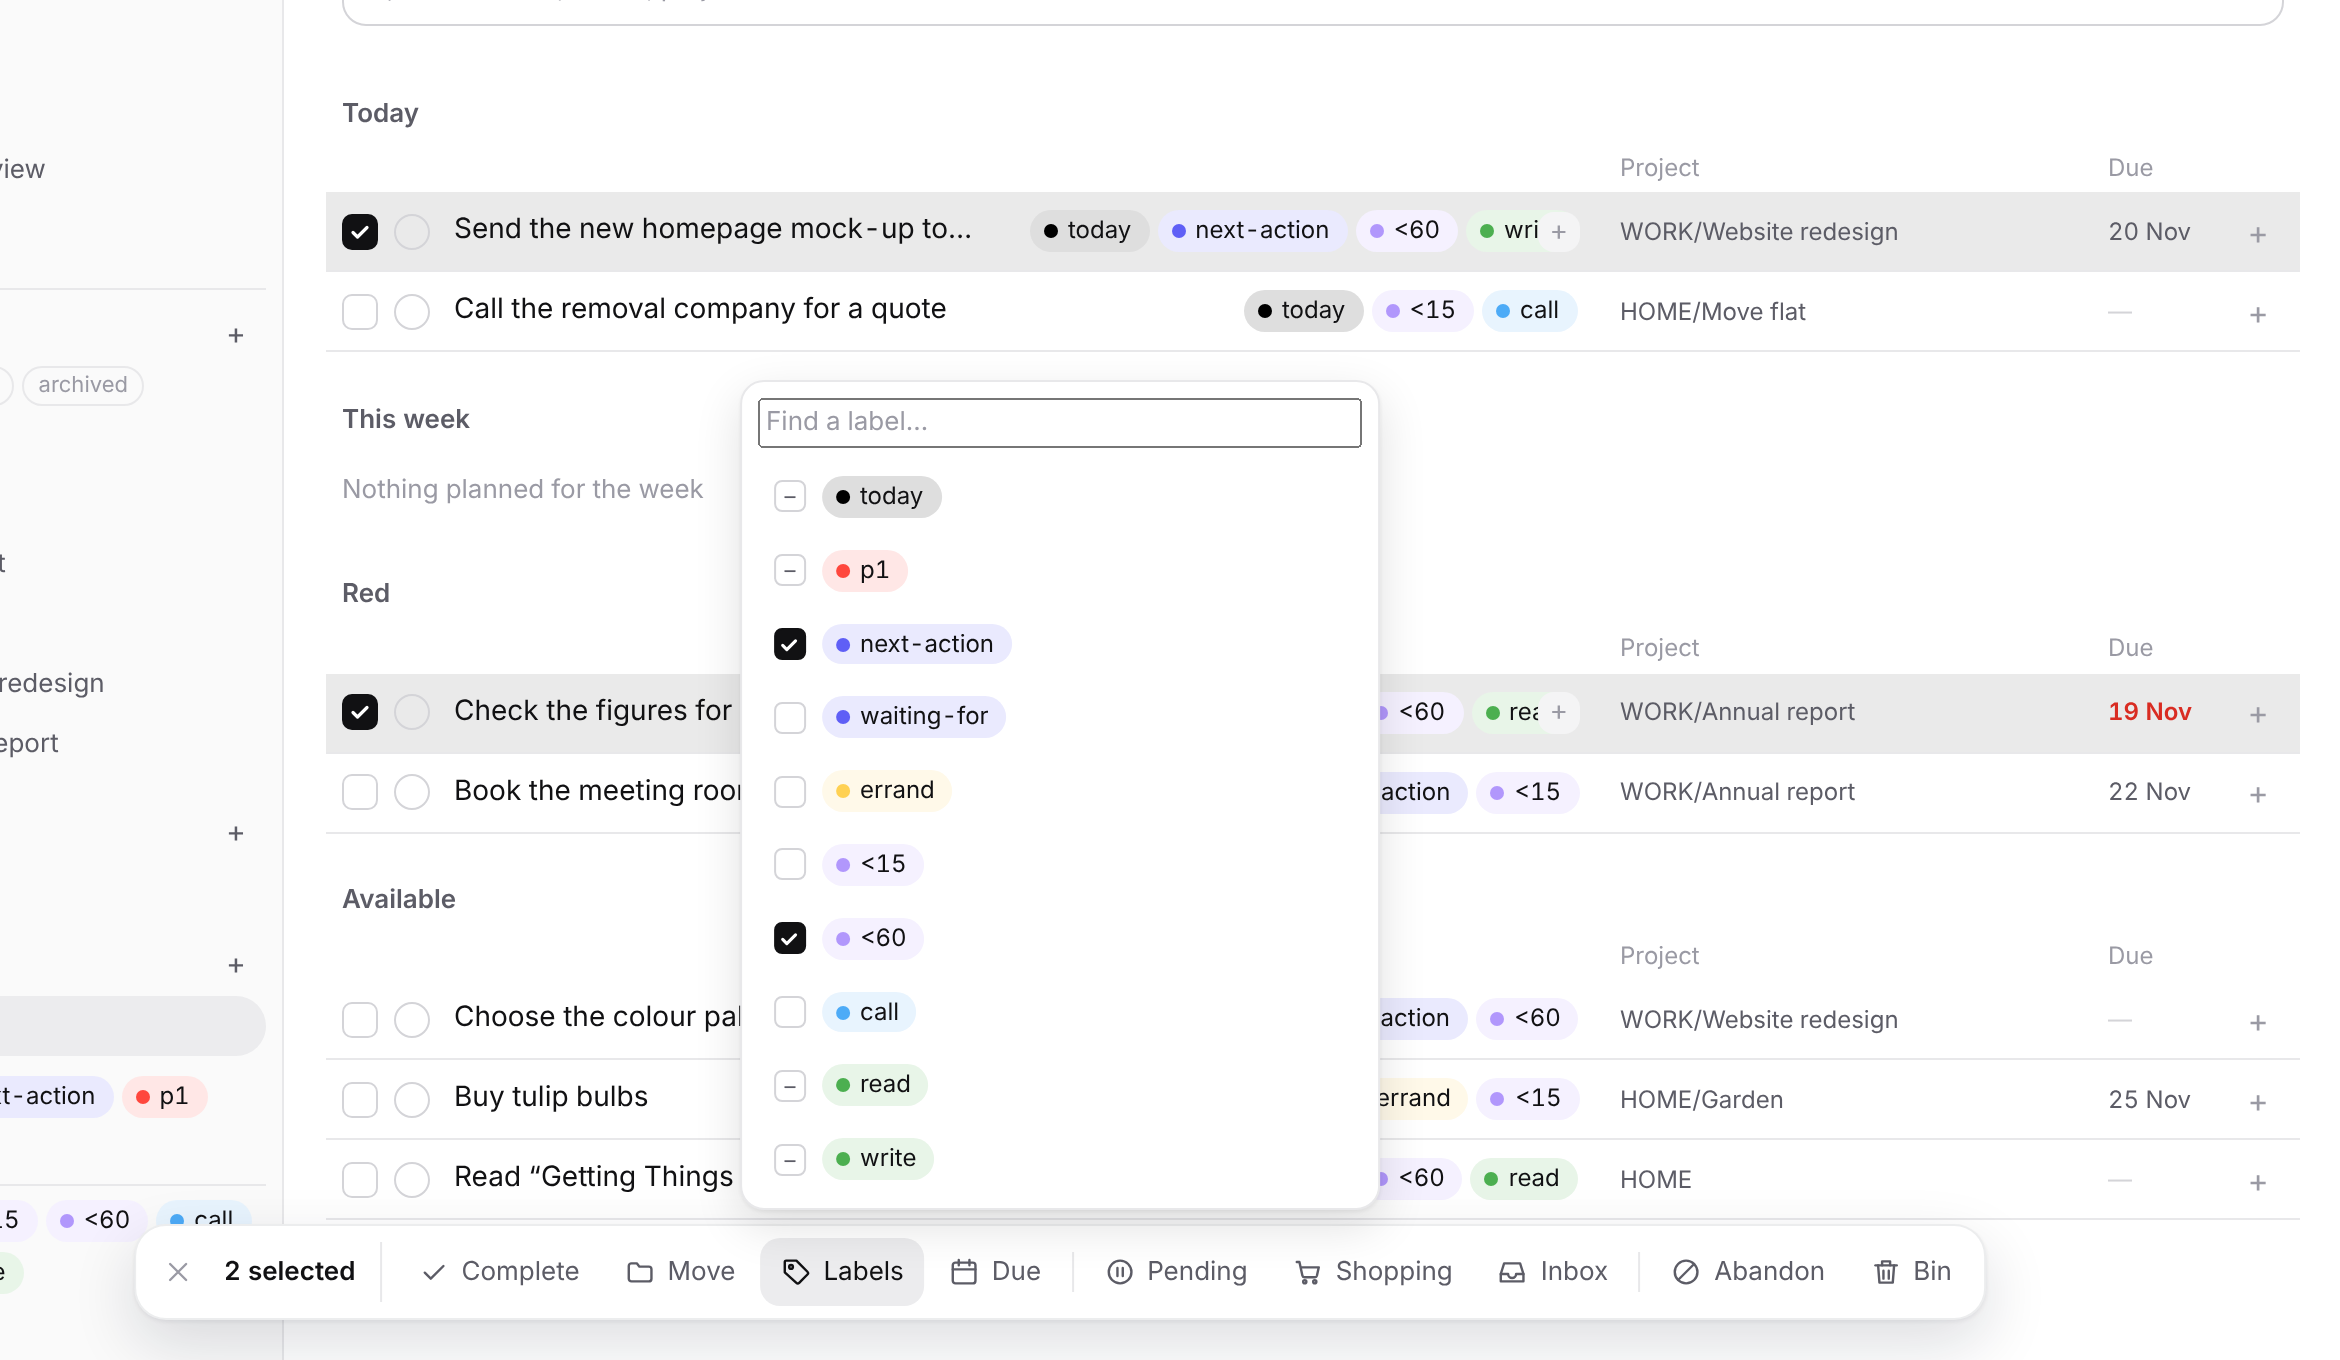 Today
view
Project Due
Send the new homepage mock-up to... today next-action <60 wri + WORK/Website redesign 20 Nov +
Call the removal company for a quote today <15 call HOME/Move flat — +
+
archived
This week
Find a label...
Nothing planned for the week
today
p1
Red
next-action
Project Due
redesign
waiting-for
Check the figures for <60 rea + WORK/Annual report 19 Nov +
eport
errand
Book the meeting roo action <15 WORK/Annual report 22 Nov +
+
<15
Available
<60
Project Due
+
call
Choose the colour pal action <60 WORK/Website redesign — +
read
xt-action p1
Buy tulip bulbs errand <15 HOME/Garden 25 Nov +
write
Read “Getting Things <60 read HOME — +
15 <60 call
2 selected Complete Move Labels Due Pending Shopping Inbox Abandon Bin